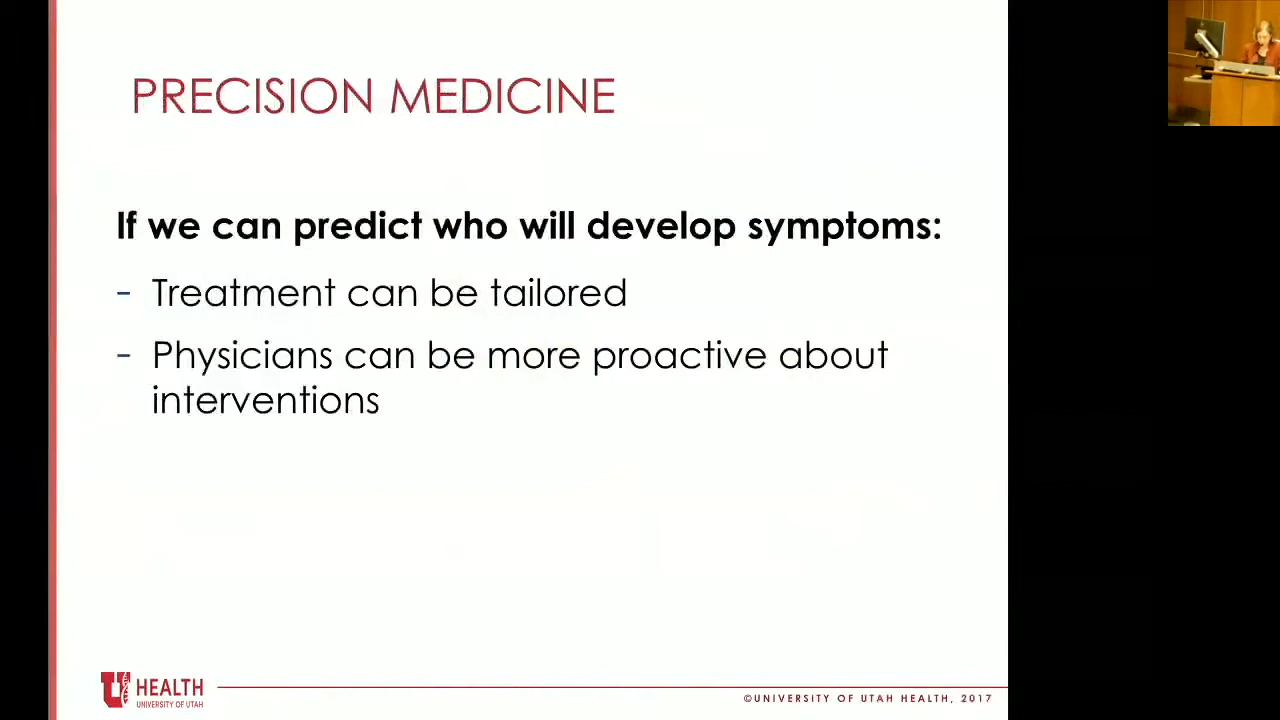 PRECISION MEDICINE
If we can predict who will develop symptoms:
- Treatment can be tailored
- Physicians can be more proactive about
interventions
U HEALTH
UNIVERSITY OF UTAH
©UNIVERSITY OF UTAH HEALTH, 2017